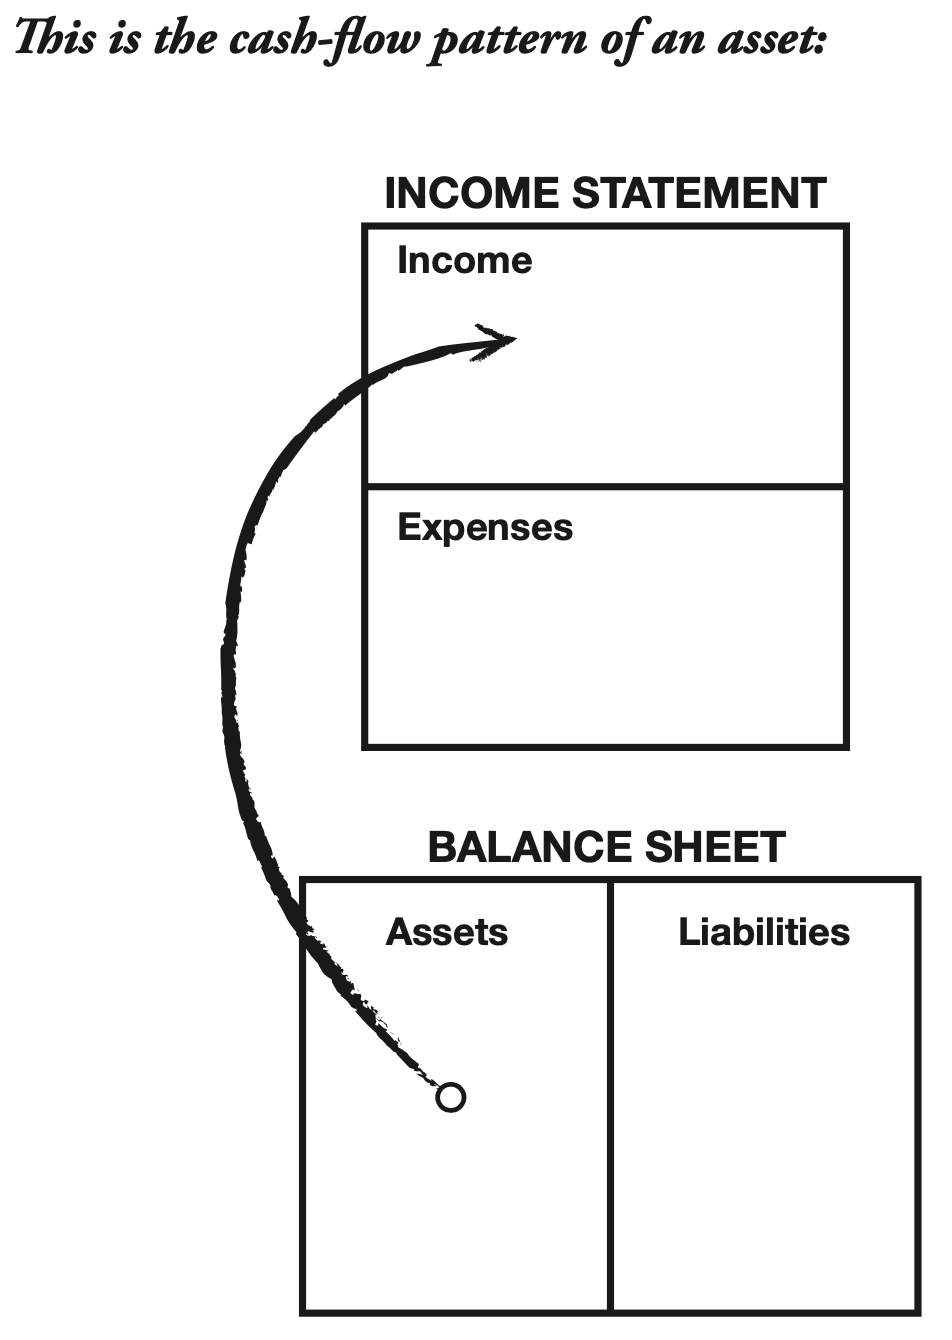 This is the cash-flow pattern of an asset:
INCOME STATEMENT
Income
Expenses
BALANCE SHEET
Assets
Liabilities